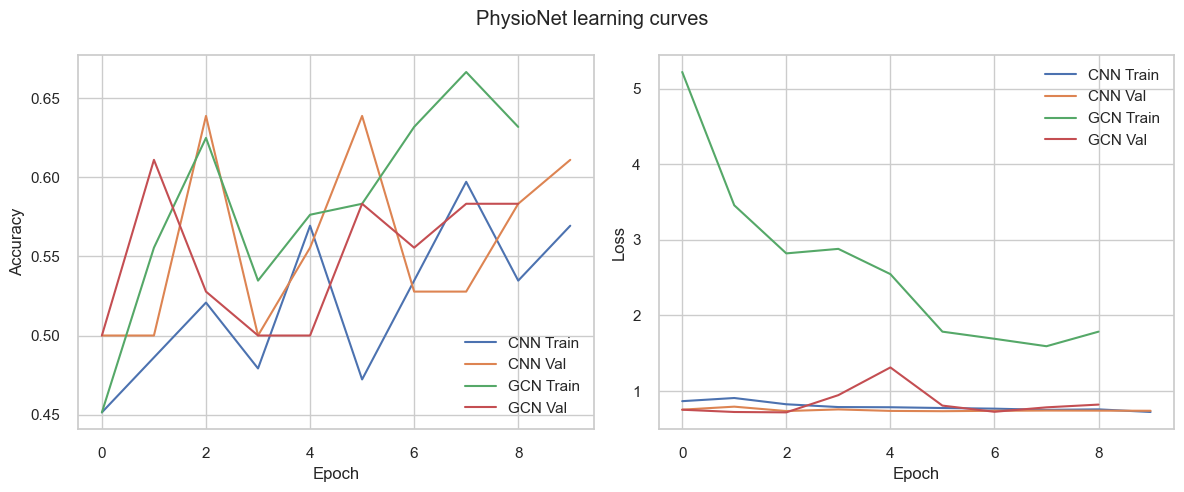 PhysioNet learning curves
Accuracy
0.65
0.60
0.55
0.50
0.45
0 2 4 6 8
Epoch
CNN Train
CNN Val
GCN Train
GCN Val
Loss
5
4
3
2
1
0 2 4 6 8
Epoch
CNN Train
CNN Val
GCN Train
GCN Val